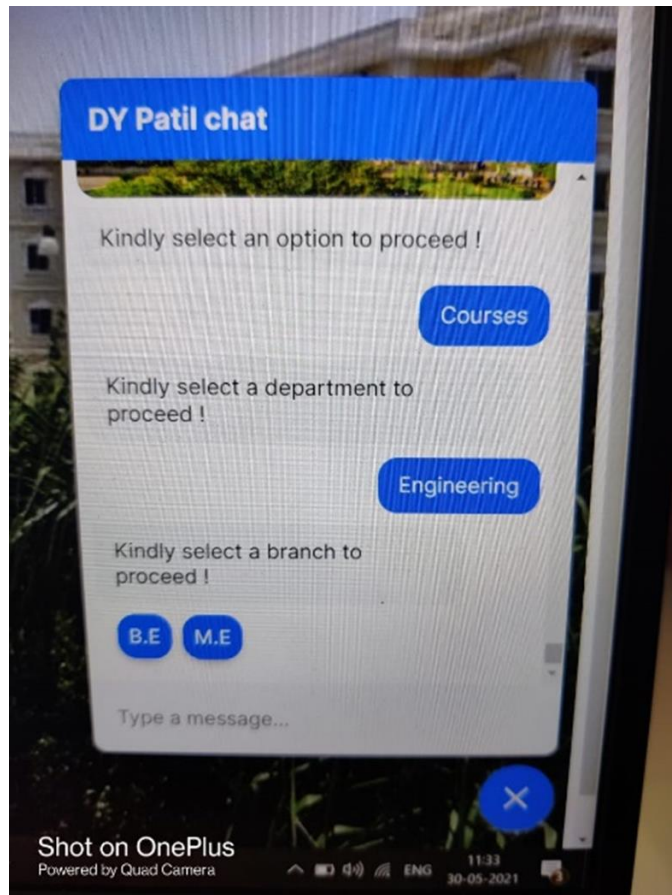 DY Patil chat
Kindly select an option to proceed !
Courses
Kindly select a department to
proceed !
Engineering
Kindly select a branch to
proceed !
B.E M.E
Type a message...
Shot on OnePlus
Powered by Quad Camera
ENG
11:33
30-05-2021
3